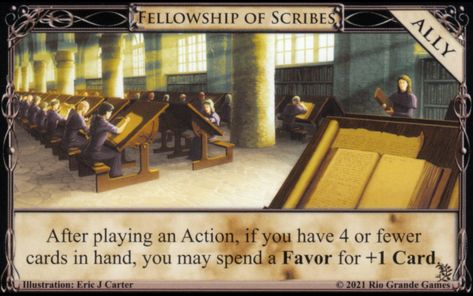 FELLOWSHIP OF SCRIBES
ALLY
After playing an Action, if you have 4 or fewer
cards in hand, you may spend a Favor for +1 Card.
Illustration: Eric J Carter
© 2021 Rio Grande Games